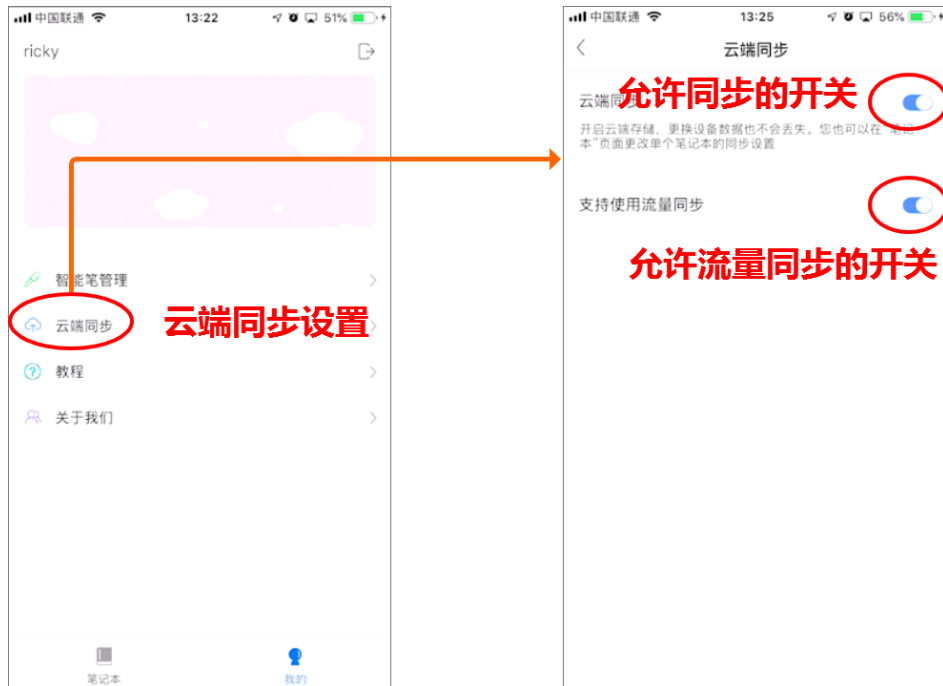 中国联通 13:22 51%
ricky
智能笔管理
云端同步
云端同步设置
教程
关于我们
笔记本
我的
中国联通 13:25 56%
云端同步
云端同步
允许同步的开关
开启云端存储，更换设备数据也不会丢失。您也可以在"笔记
本"页面更改单个笔记本的同步设置
支持使用流量同步
允许流量同步的开关